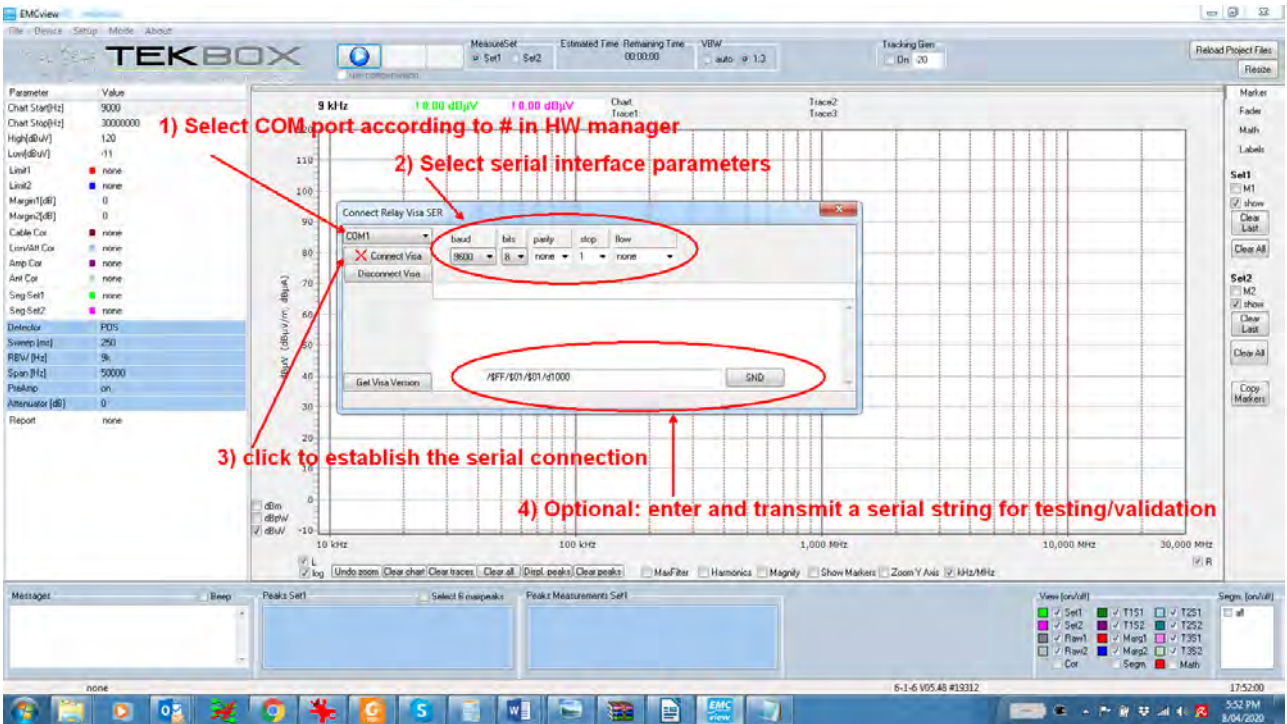 EMCview
File Device Setup Mode About
TEKBOX
MeasureSet
Set1 Set2
Estimated Time Remaining Time
00:00:00
VBW
auto 1:3
Tracking Gen
On -20
Reload Project Files
Resize
Parameter Value
Chart Start[Hz] 9000
Chart Stop[Hz] 30000000
High[dBuV] 120
Low[dBuV] -11
Limit1 none
Limit2 none
Margin1[dB] 0
Margin2[dB] 0
Cable Cor none
Lisn/Att Cor none
Amp Cor none
Ant Cor none
Seg Set1 none
Seg Set2 none
Detector POS
Sweep [ms] 250
RBW [Hz] 9k
Span [Hz] 50000
PreAmp on
Attenuator [dB] 0
Report none
9 kHz ! 0.00 dBµV ! 0.00 dBµV
Chart
Trace1
Trace2
Trace3
1) Select COM port according to # in HW manager
2) Select serial interface parameters
Connect Relay Visa SER
COM1
Connect Visa
Disconnect Visa
baud bits parity stop flow
9600 8 none 1 none
Get Visa Version
/$FF/$01/$01/d1000
SND
3) click to establish the serial connection
4) Optional: enter and transmit a serial string for testing/validation
dBµV (dBµV/m, dBµA)
120
110
100
90
80
70
60
50
40
30
20
10
0
-10
dBm
dBpW
dBuV
10 kHz 100 kHz 1,000 MHz 10,000 MHz 30,000 MHz
L
log
Undo zoom Clear chart Clear traces Clear all Displ. peaks Clear peaks
MaxFilter Harmonics Magnify Show Markers Zoom Y Axis kHz/MHz
R
Marker
Fader
Math
Labels
Set1
M1
show
Clear Last
Clear All
Set2
M2
show
Clear Last
Clear All
Copy Markers
Messages Beep
Peaks Set1 Select 6 maxpeaks
Peaks Measurements Set1
View [on/off]
Set1 T1S1 T2S1
Set2 T1S2 T2S2
Raw1 Marg1 T3S1
Raw2 Marg2 T3S2
Cor Segm Math
Segm. [on/off]
all
none
6-1-6 V05.48 #19312
17:52:00
EMC view
5:52 PM
8/04/2020